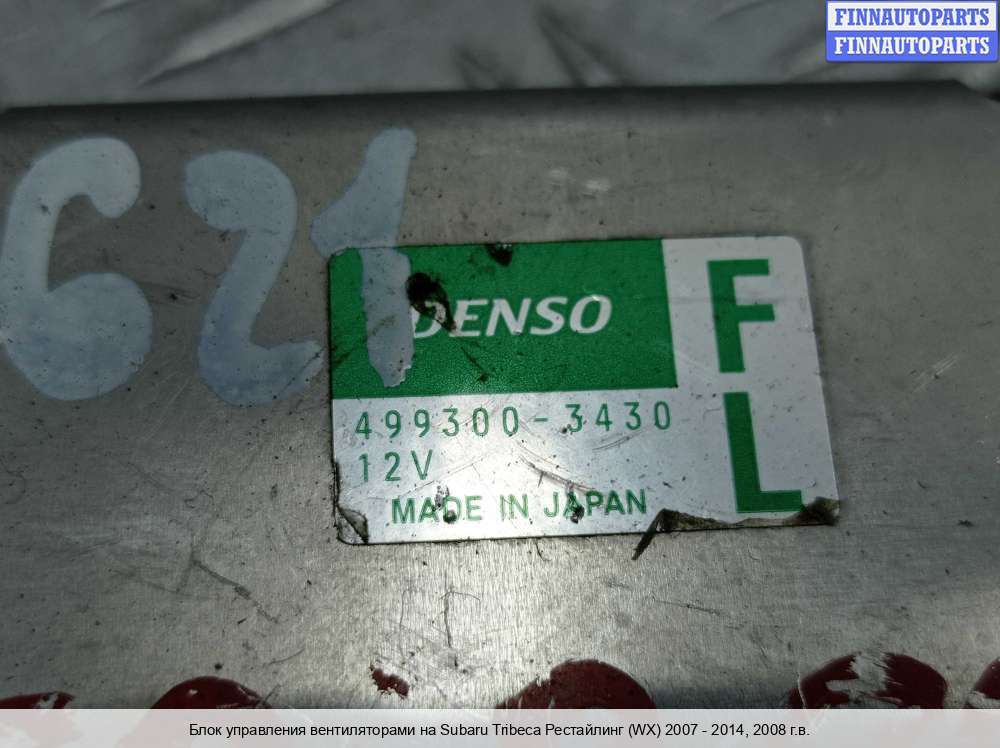 FINNAUTOPARTS
FINNAUTOPARTS
621
DENSO
499300-3430
12V
MADE IN JAPAN
F
L
Блок управления вентиляторами на Subaru Tribeca Рестайлинг (WX) 2007 - 2014, 2008 г.в.